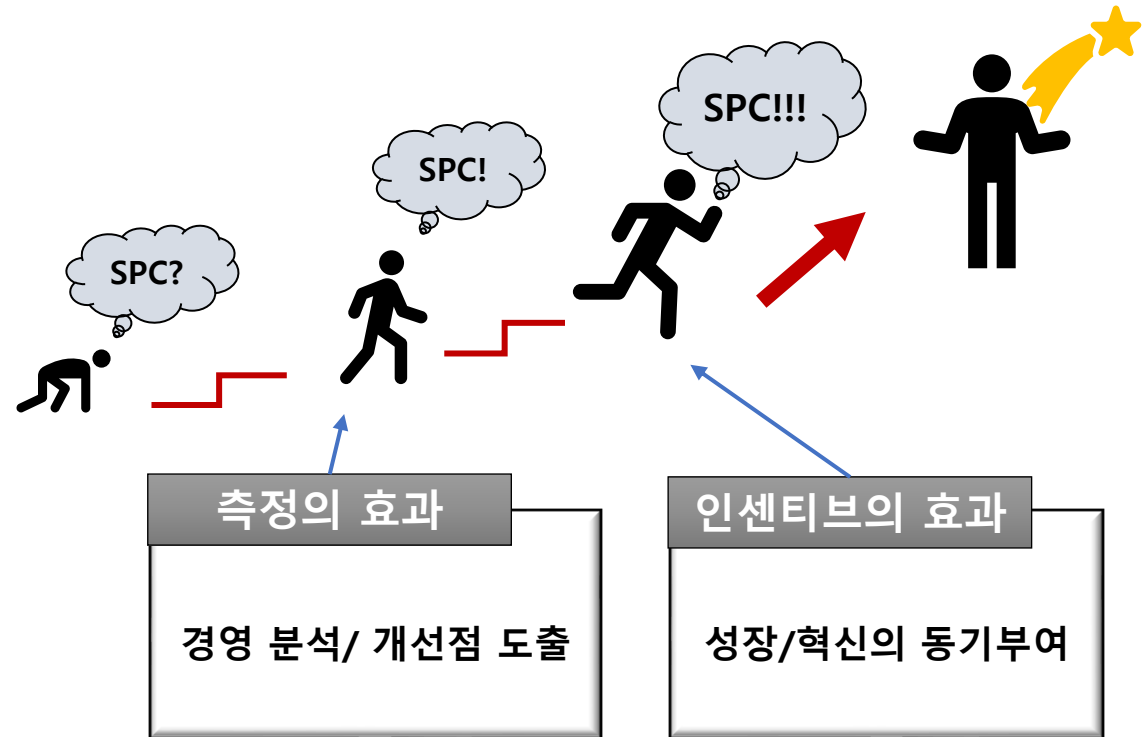 SPC!!!
SPC!
SPC?
측정의 효과
경영 분석/ 개선점 도출
인센티브의 효과
성장/혁신의 동기부여